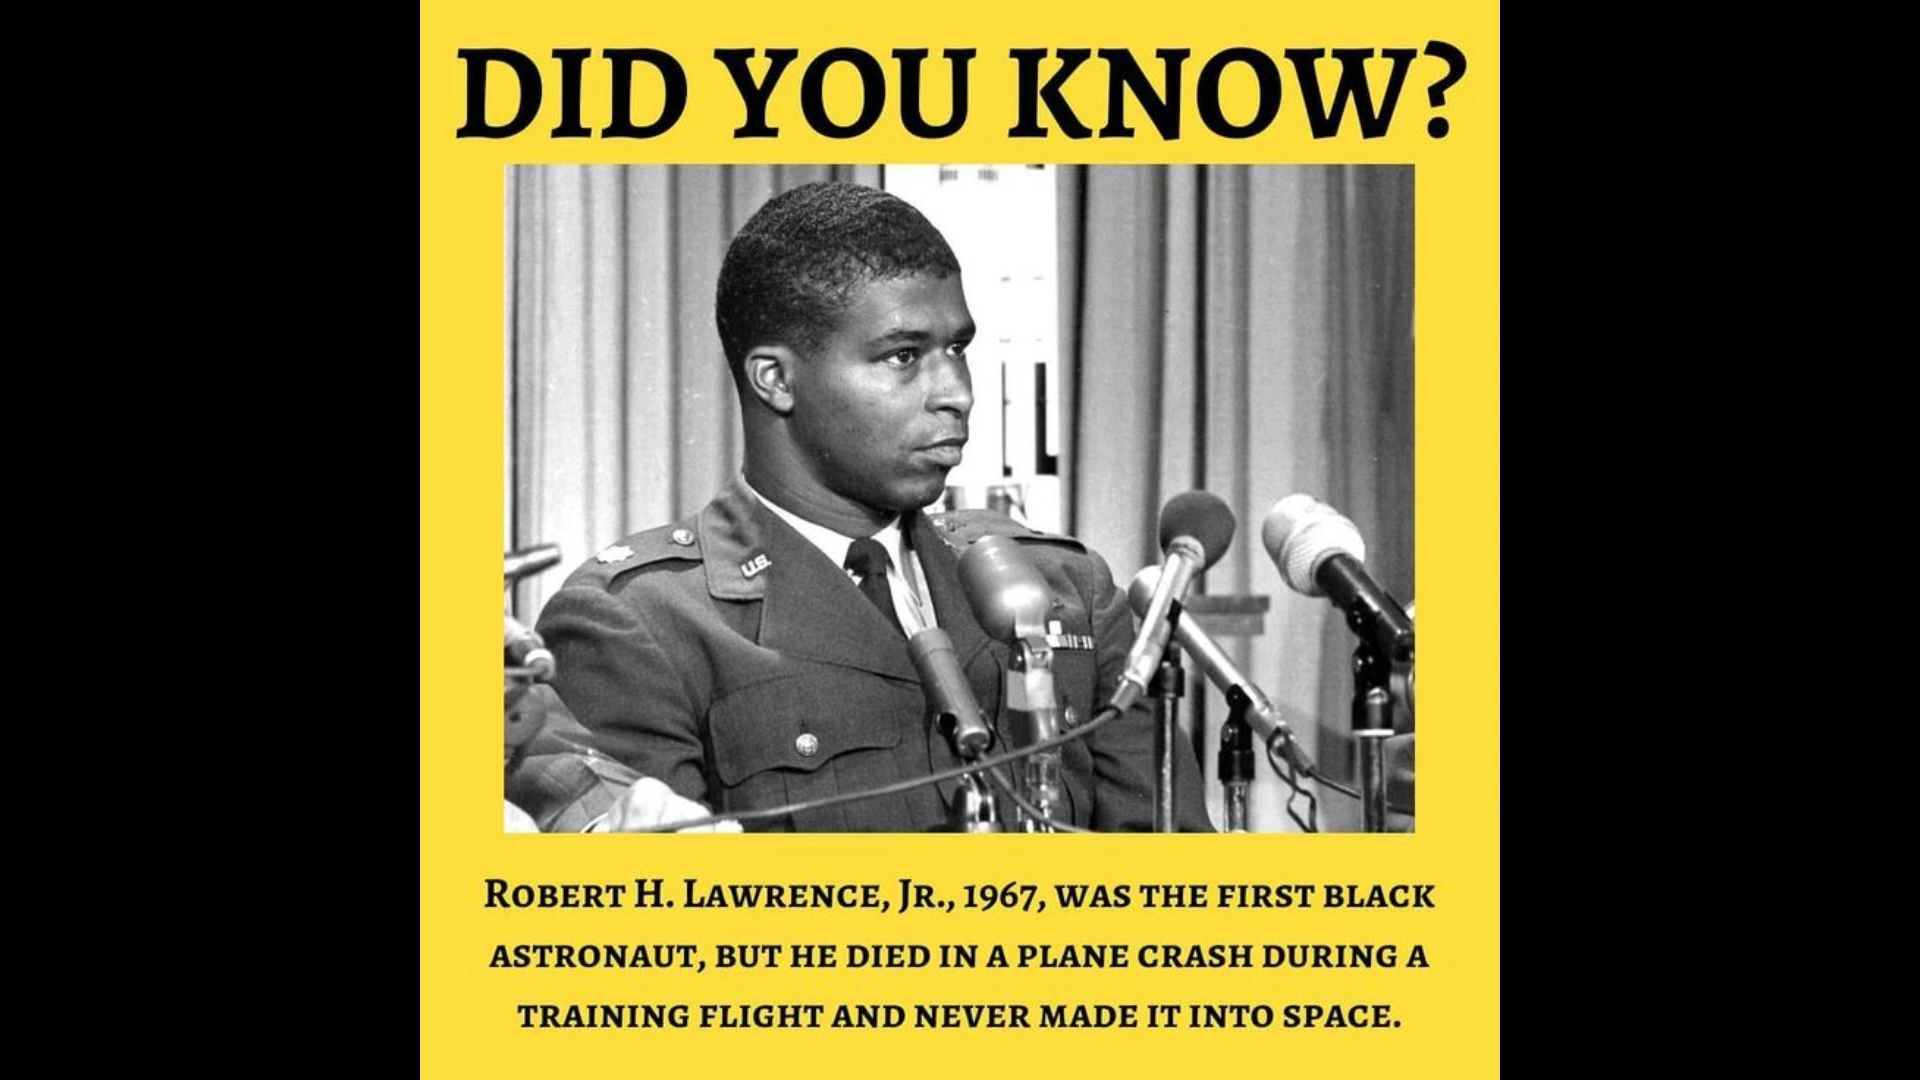 DID YOU KNOW?
U.S.
ROBERT H. LAWRENCE, JR., 1967, WAS THE FIRST BLACK
ASTRONAUT, BUT HE DIED IN A PLANE CRASH DURING A
TRAINING FLIGHT AND NEVER MADE IT INTO SPACE.